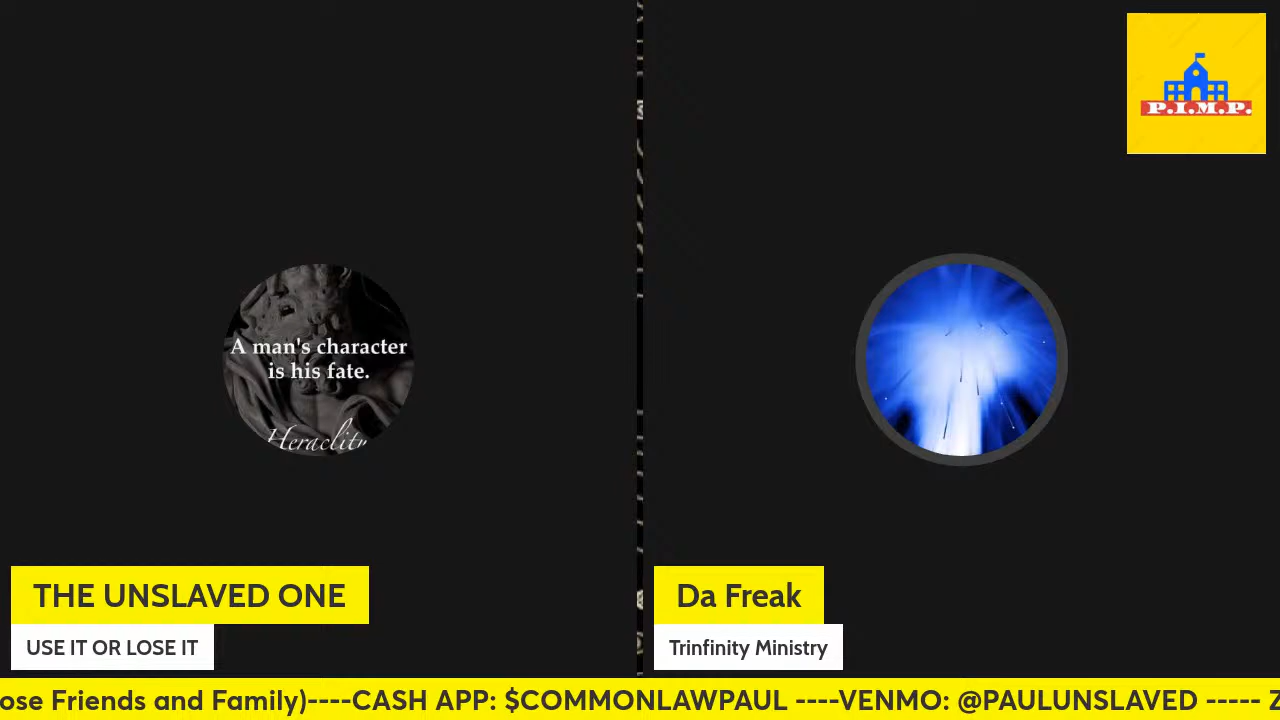 P.I.M.P.
A man's character
is his fate.
THE UNSLAVED ONE
USE IT OR LOSE IT
Da Freak
Trinfinity Ministry
ose Friends and Family)----CASH APP: $COMMONLAWPAUL ----VENMO: @PAULUNSLAVED ----- Z